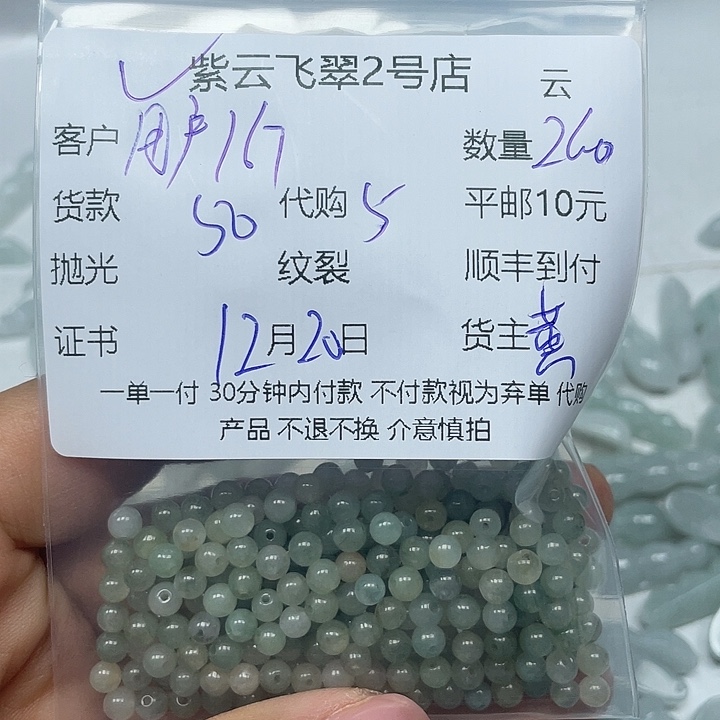 紫云飞翠2号店 云
客户 用户167 数量 260
货款 50 代购 5 平邮10元
抛光 纹裂 顺丰到付
证书 12月20日 货主 黄
一单一付 30分钟内付款 不付款视为弃单 代购
产品 不退不换 介意慎拍